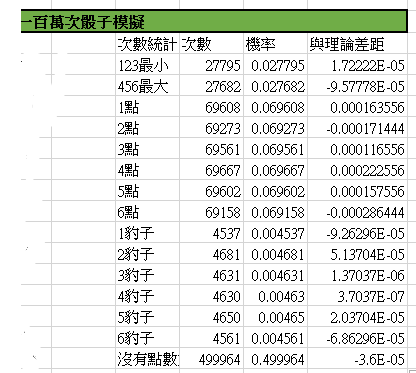 一百萬次骰子模擬
次數統計 次數 機率 與理論差距
123最小 27795 0.027795 1.72222E-05
456最大 27682 0.027682 -9.57778E-05
1點 69608 0.069608 0.000163556
2點 69273 0.069273 -0.000171444
3點 69561 0.069561 0.000116556
4點 69667 0.069667 0.000222556
5點 69602 0.069602 0.000157556
6點 69158 0.069158 -0.000286444
1豹子 4537 0.004537 -9.26296E-05
2豹子 4681 0.004681 5.13704E-05
3豹子 4631 0.004631 1.37037E-06
4豹子 4630 0.00463 3.7037E-07
5豹子 4650 0.00465 2.03704E-05
6豹子 4561 0.004561 -6.86296E-05
沒有點數 499964 0.499964 -3.6E-05